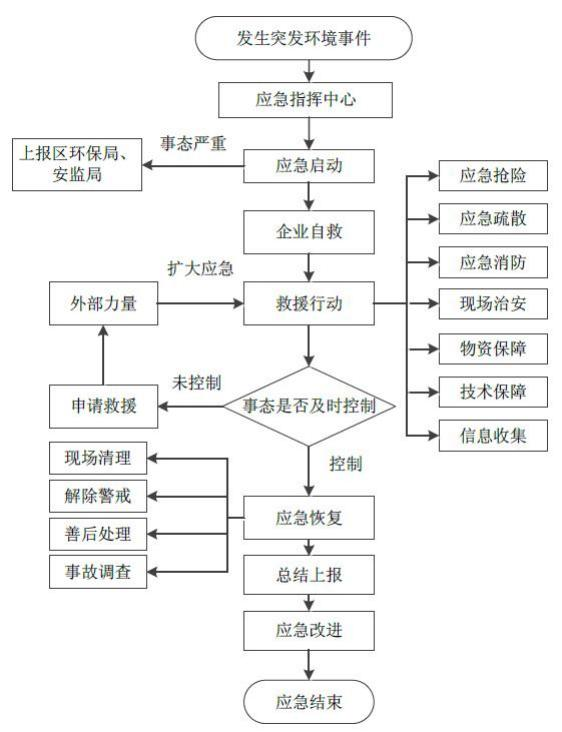 发生突发环境事件
应急指挥中心
事态严重
上报区环保局、
安监局
应急启动
应急抢险
企业自救
应急疏散
扩大应急
应急消防
外部力量
救援行动
现场治安
物资保障
未控制
申请救援
事态是否及时控制
技术保障
信息收集
控制
现场清理
解除警戒
应急恢复
善后处理
事故调查
总结上报
应急改进
应急结束